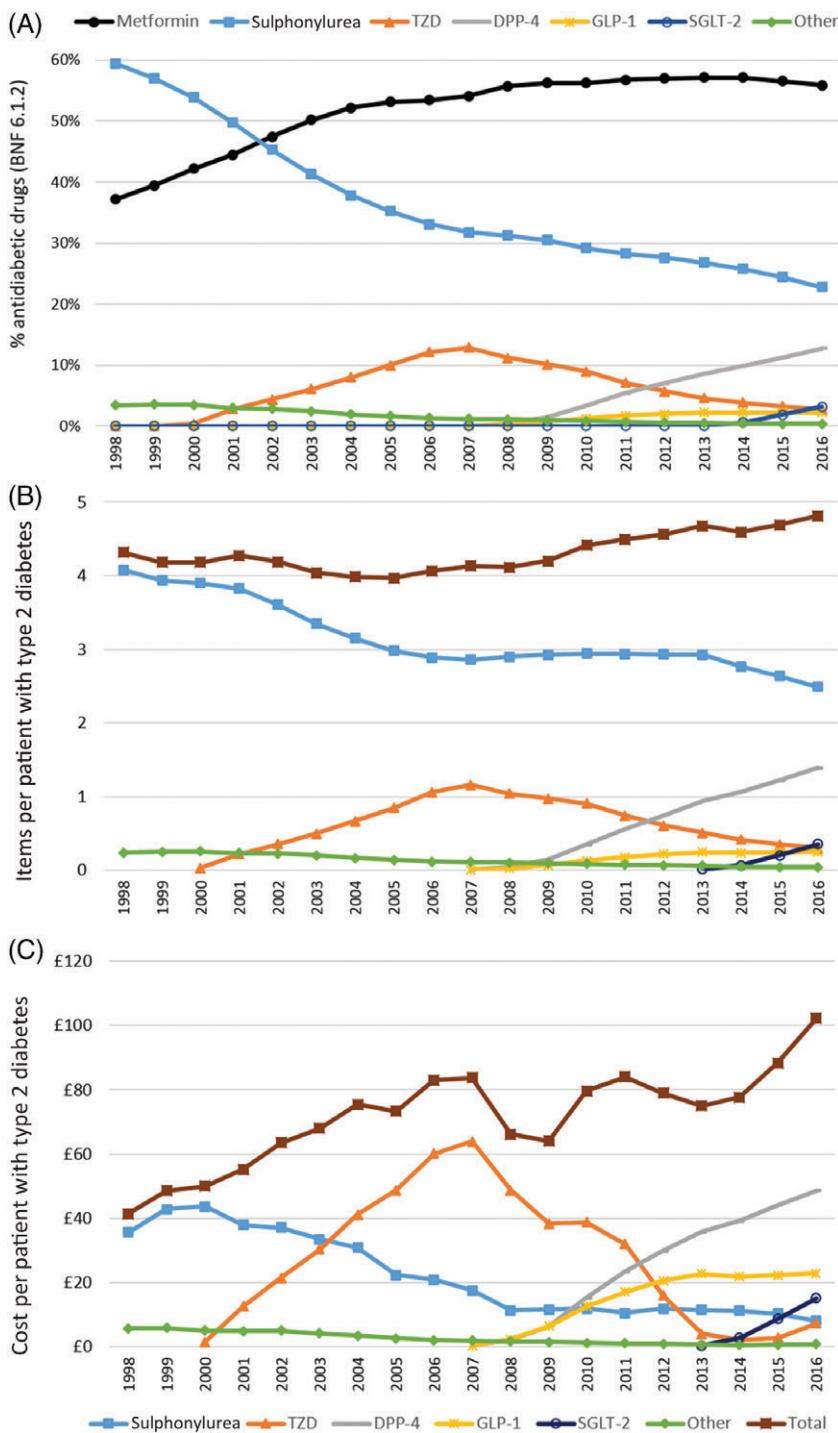 (A)
Metformin Sulphonylurea TZD DPP-4 GLP-1 SGLT-2 Other
% antidiabetic drugs (BNF 6.1.2)
60%
50%
40%
30%
20%
10%
0%
1998 1999 2000 2001 2002 2003 2004 2005 2006 2007 2008 2009 2010 2011 2012 2013 2014 2015 2016
(B)
Items per patient with type 2 diabetes
5
4
3
2
1
0
1998 1999 2000 2001 2002 2003 2004 2005 2006 2007 2008 2009 2010 2011 2012 2013 2014 2015 2016
(C)
Cost per patient with type 2 diabetes
£120
£100
£80
£60
£40
£20
£0
1998 1999 2000 2001 2002 2003 2004 2005 2006 2007 2008 2009 2010 2011 2012 2013 2014 2015 2016
Sulphonylurea TZD DPP-4 GLP-1 SGLT-2 Other Total